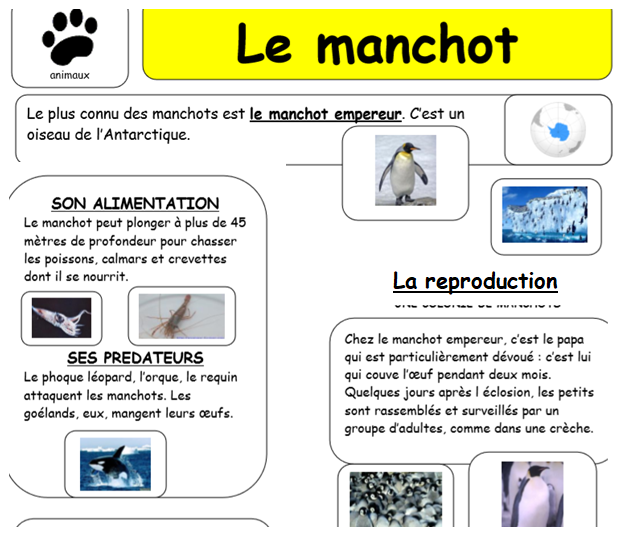 animaux
Le manchot
Le plus connu des manchots est le manchot empereur. C'est un
oiseau de l'Antarctique.
SON ALIMENTATION
Le manchot peut plonger à plus de 45
mètres de profondeur pour chasser
les poissons, calmars et crevettes
dont il se nourrit.
SES PREDATEURS
Le phoque léopard, l'orque, le requin
attaquent les manchots. Les
goélands, eux, mangent leurs œufs.
La reproduction
UNE COLONIE DE MANCHOTS
Chez le manchot empereur, c'est le papa
qui est particulièrement dévoué : c'est lui
qui couve l'œuf pendant deux mois.
Quelques jours après l éclosion, les petits
sont rassemblés et surveillés par un
groupe d'adultes, comme dans une crèche.